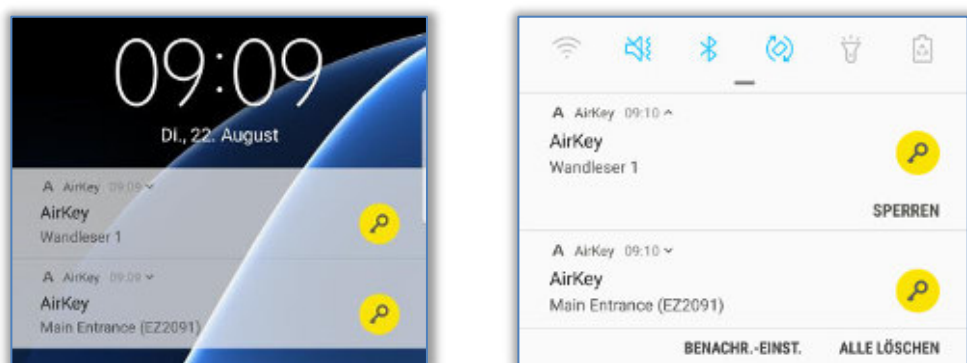 09:09
Di., 22. August
A AirKey 09:09
AirKey
Wandleser 1
A AirKey 09:09
AirKey
Main Entrance (EZ2091)
A AirKey 09:10
AirKey
Wandleser 1
SPERREN
A AirKey 09:10
AirKey
Main Entrance (EZ2091)
BENACHR.-EINST. ALLE LÖSCHEN